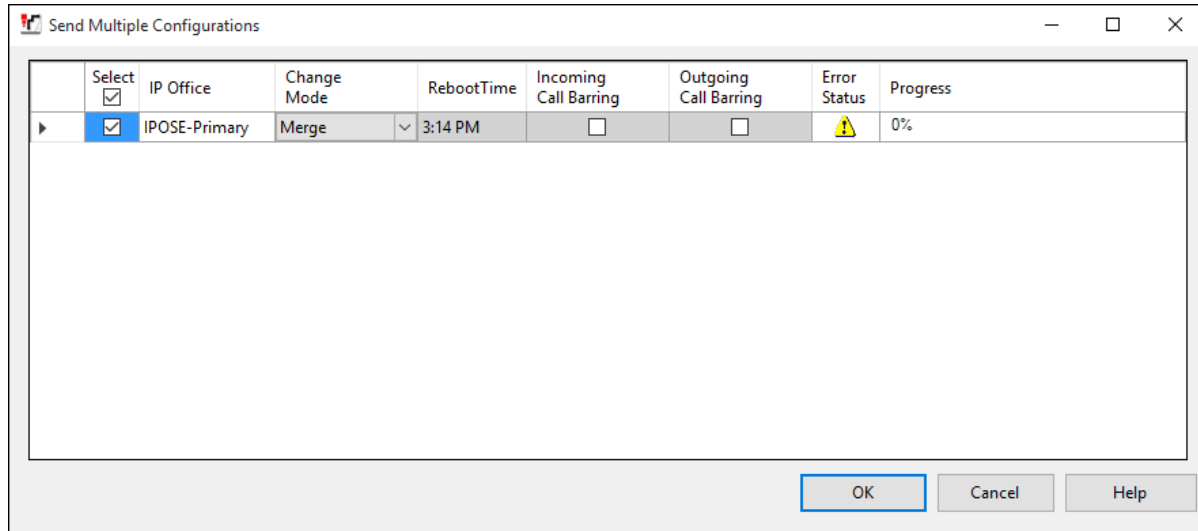 Send Multiple Configurations
Select IP Office Change Mode RebootTime Incoming Call Barring Outgoing Call Barring Error Status Progress
IPOSE-Primary Merge 3:14 PM 0%
OK Cancel Help